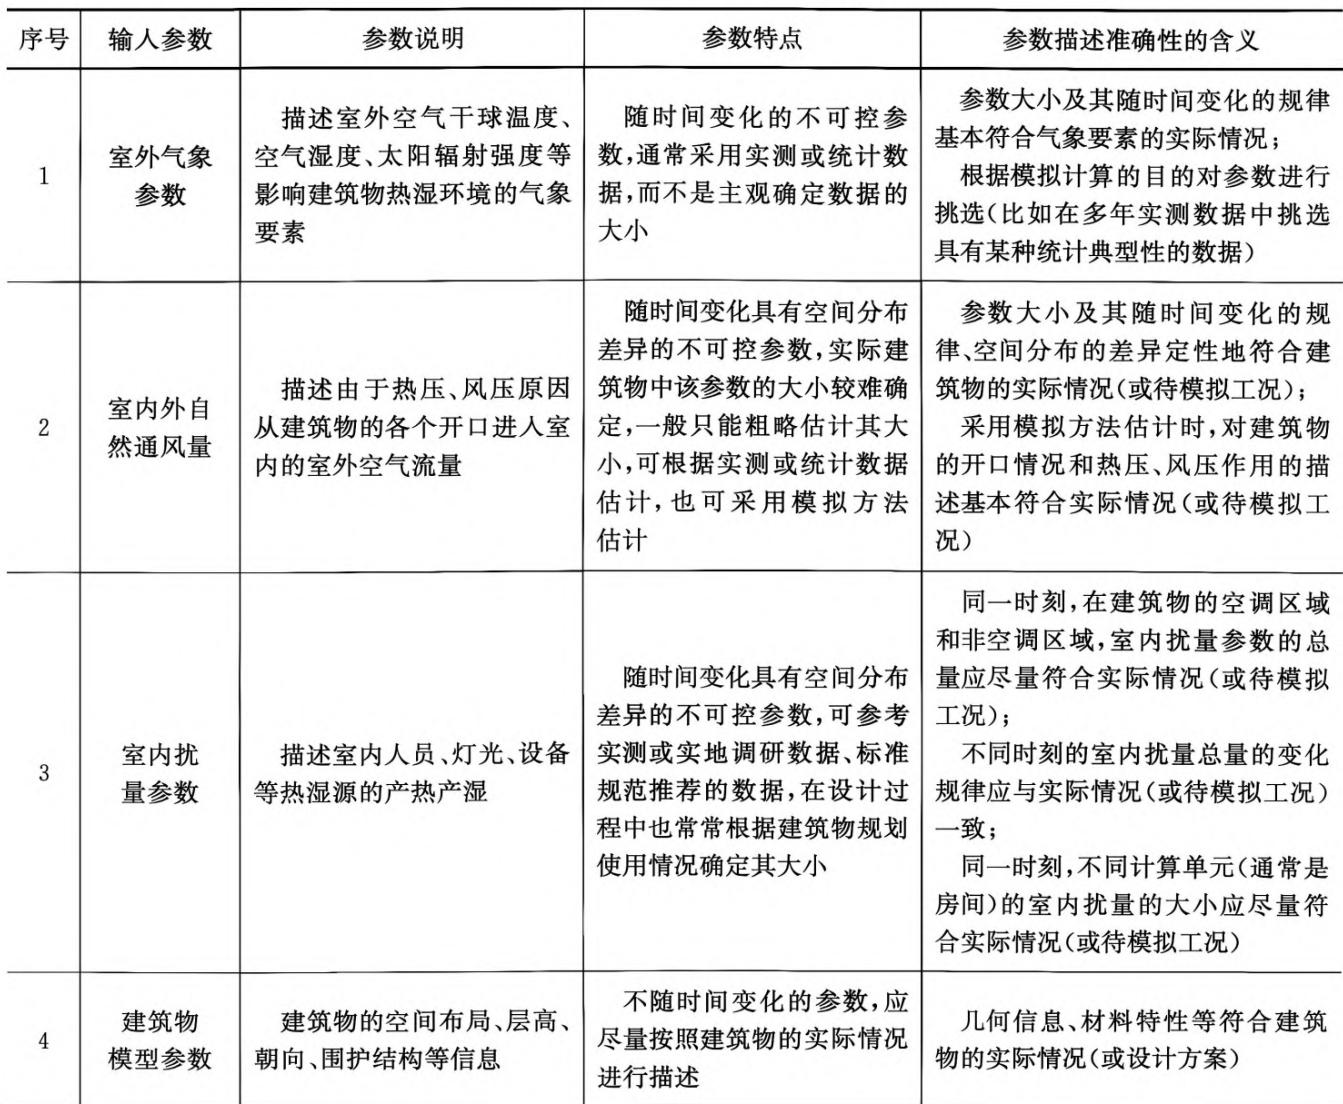 序号 输人参数 参数说明 参数特点 参数描述准确性的含义
1
室外气象
参数
描述室外空气干球温度、
空气湿度、太阳辐射强度等
影响建筑物热湿环境的气象
要素
随时间变化的不可控参
数,通常采用实测或统计数
据,而不是主观确定数据的
大小
参数大小及其随时间变化的规律
基本符合气象要素的实际情况;
根据模拟计算的目的对参数进行
挑选(比如在多年实测数据中挑选
具有某种统计典型性的数据)
2
室内外自
然通风量
描述由于热压、风压原因
从建筑物的各个开口进入室
内的室外空气流量
随时间变化具有空间分布
差异的不可控参数,实际建
筑物中该参数的大小较难确
定,一般只能粗略估计其大
小,可根据实测或统计数据
估计,也可采用模拟方法
估计
参数大小及其随时间变化的规
律、空间分布的差异定性地符合建
筑物的实际情况(或待模拟工况);
采用模拟方法估计时,对建筑物
的开口情况和热压、风压作用的描
述基本符合实际情况(或待模拟工
况)
3
室内扰
量参数
描述室内人员、灯光、设备
等热湿源的产热产湿
随时间变化具有空间分布
差异的不可控参数,可参考
实测或实地调研数据、标准
规范推荐的数据,在设计过
程中也常常根据建筑物规划
使用情况确定其大小
同一时刻,在建筑物的空调区域
和非空调区域,室内扰量参数的总
量应尽量符合实际情况(或待模拟
工况);
不同时刻的室内扰量总量的变化
规律应与实际情况(或待模拟工况)
一致;
同一时刻,不同计算单元(通常是
房间)的室内扰量的大小应尽量符
合实际情况(或待模拟工况)
4
建筑物
模型参数
建筑物的空间布局、层高、
朝向、围护结构等信息
不随时间变化的参数,应
尽量按照建筑物的实际情况
进行描述
几何信息、材料特性等符合建筑
物的实际情况(或设计方案)